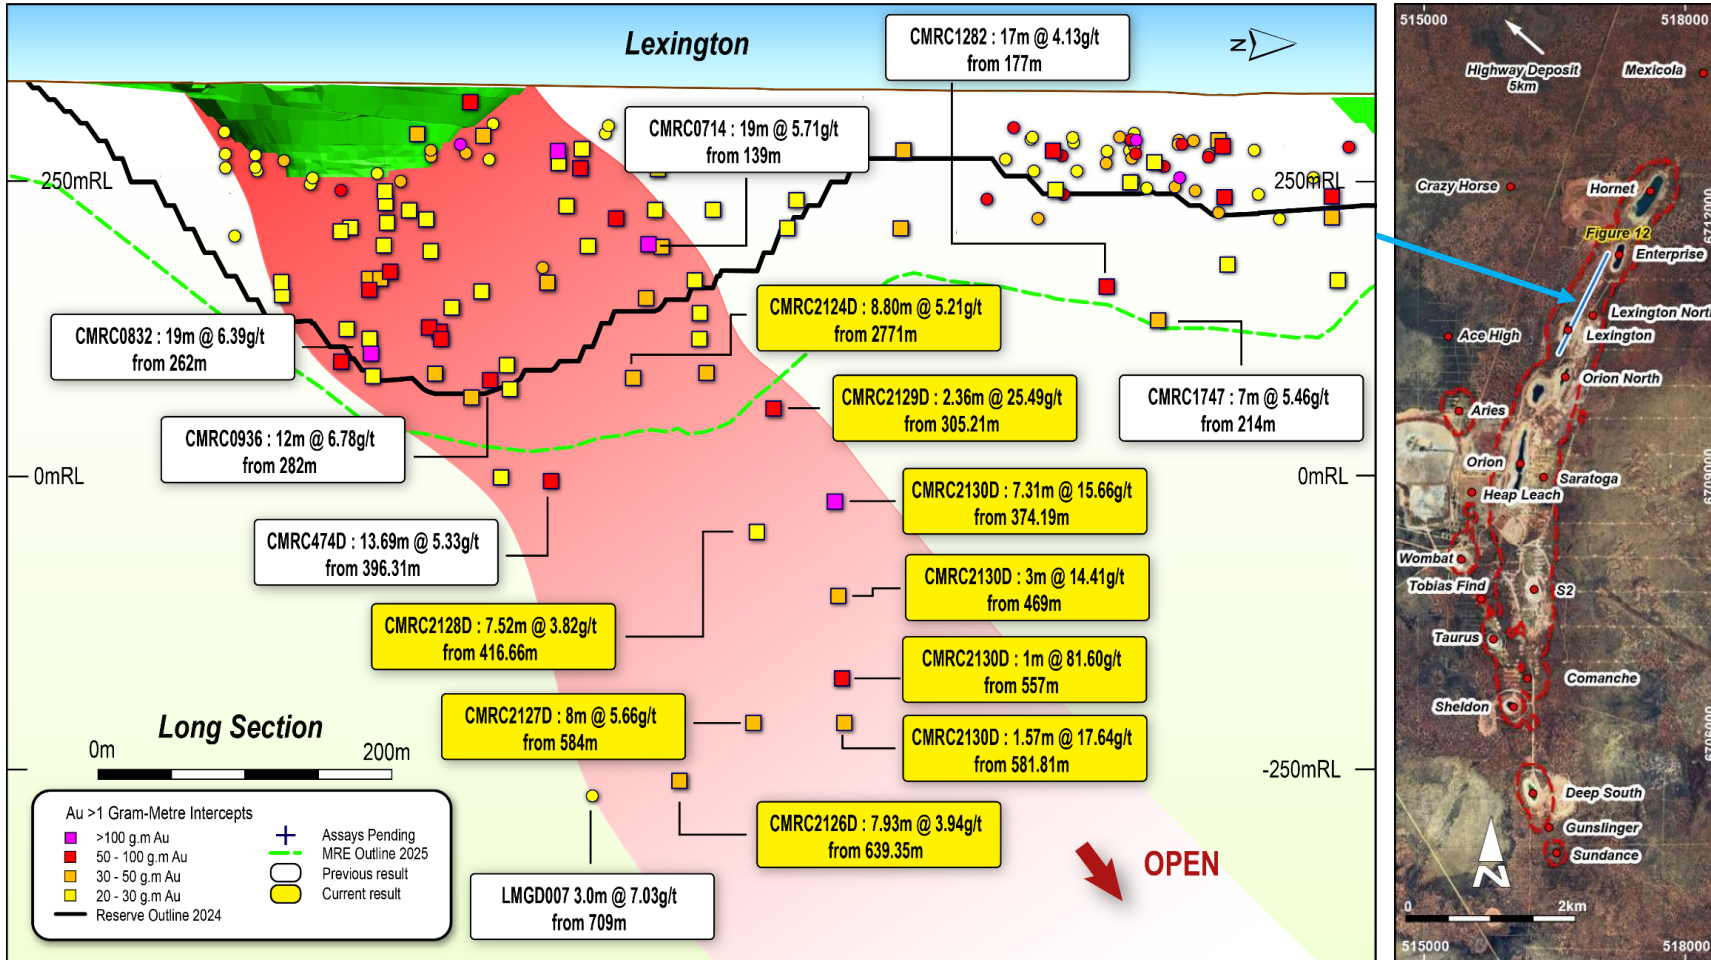 Lexington
N
CMRC1282 : 17m @ 4.13g/t
from 177m
CMRC0714 : 19m @ 5.71g/t
from 139m
250mRL
250mRL
CMRC2124D : 8.80m @ 5.21g/t
from 2771m
CMRC0832 : 19m @ 6.39g/t
from 262m
CMRC2129D : 2.36m @ 25.49g/t
from 305.21m
CMRC1747 : 7m @ 5.46g/t
from 214m
CMRC0936 : 12m @ 6.78g/t
from 282m
0mRL
0mRL
CMRC2130D : 7.31m @ 15.66g/t
from 374.19m
CMRC474D : 13.69m @ 5.33g/t
from 396.31m
CMRC2130D : 3m @ 14.41g/t
from 469m
CMRC2128D : 7.52m @ 3.82g/t
from 416.66m
CMRC2130D : 1m @ 81.60g/t
from 557m
CMRC2127D : 8m @ 5.66g/t
from 584m
CMRC2130D : 1.57m @ 17.64g/t
from 581.81m
-250mRL
CMRC2126D : 7.93m @ 3.94g/t
from 639.35m
LMGD007 3.0m @ 7.03g/t
from 709m
OPEN
Long Section
0m 200m
Au >1 Gram-Metre Intercepts
>100 g.m Au
50 - 100 g.m Au
30 - 50 g.m Au
20 - 30 g.m Au
Reserve Outline 2024
Assays Pending
MRE Outline 2025
Previous result
Current result
515000 518000
Highway Deposit
5km
Mexicola
Crazy Horse
Hornet
6712000
Figure 12
Enterprise
Lexington North
Ace High
Lexington
Orion North
Aries
Orion
Saratoga
6709000
Heap Leach
Wombat
Tobias Find
S2
Taurus
Comanche
Sheldon
6706000
Deep South
Gunslinger
Sundance
N
0 2km
515000 518000